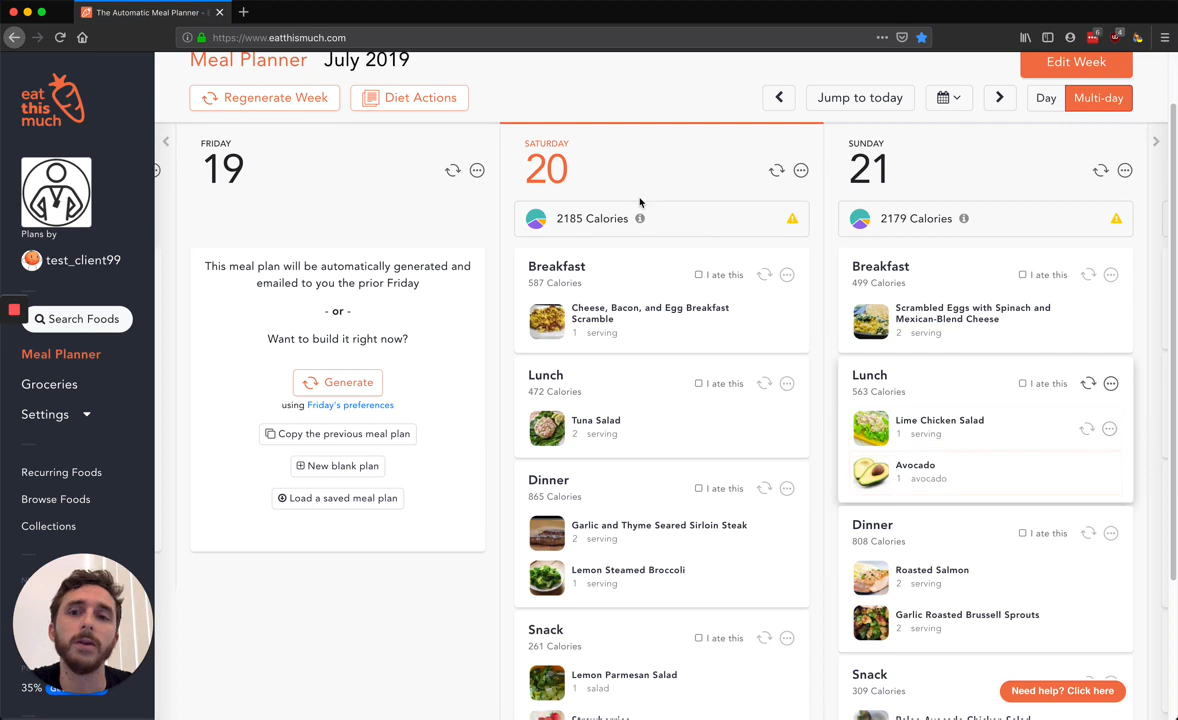 The Automatic Meal Planner -
https://www.eatthismuch.com
6
4
eat
this
much
Plans by
test_client99
Search Foods
Meal Planner
Groceries
Settings
Recurring Foods
Browse Foods
Collections
35%
Meal Planner July 2019
Edit Week
Regenerate Week
Diet Actions
Jump to today
Day
Multi-day
FRIDAY
19
This meal plan will be automatically generated and
emailed to you the prior Friday
- or -
Want to build it right now?
Generate
using Friday's preferences
Copy the previous meal plan
New blank plan
Load a saved meal plan
SATURDAY
20
2185 Calories
Breakfast
I ate this
587 Calories
Cheese, Bacon, and Egg Breakfast
Scramble
1 serving
Lunch
I ate this
472 Calories
Tuna Salad
2 serving
Dinner
I ate this
865 Calories
Garlic and Thyme Seared Sirloin Steak
2 serving
Lemon Steamed Broccoli
1 serving
Snack
I ate this
261 Calories
Lemon Parmesan Salad
1 salad
Strawberries
SUNDAY
21
2179 Calories
Breakfast
I ate this
499 Calories
Scrambled Eggs with Spinach and
Mexican-Blend Cheese
2 serving
Lunch
I ate this
563 Calories
Lime Chicken Salad
1 serving
Avocado
1 avocado
Dinner
I ate this
808 Calories
Roasted Salmon
2 serving
Garlic Roasted Brussell Sprouts
2 serving
Snack
309 Calories
Paleo Avocado Chicken Salad
Need help? Click here